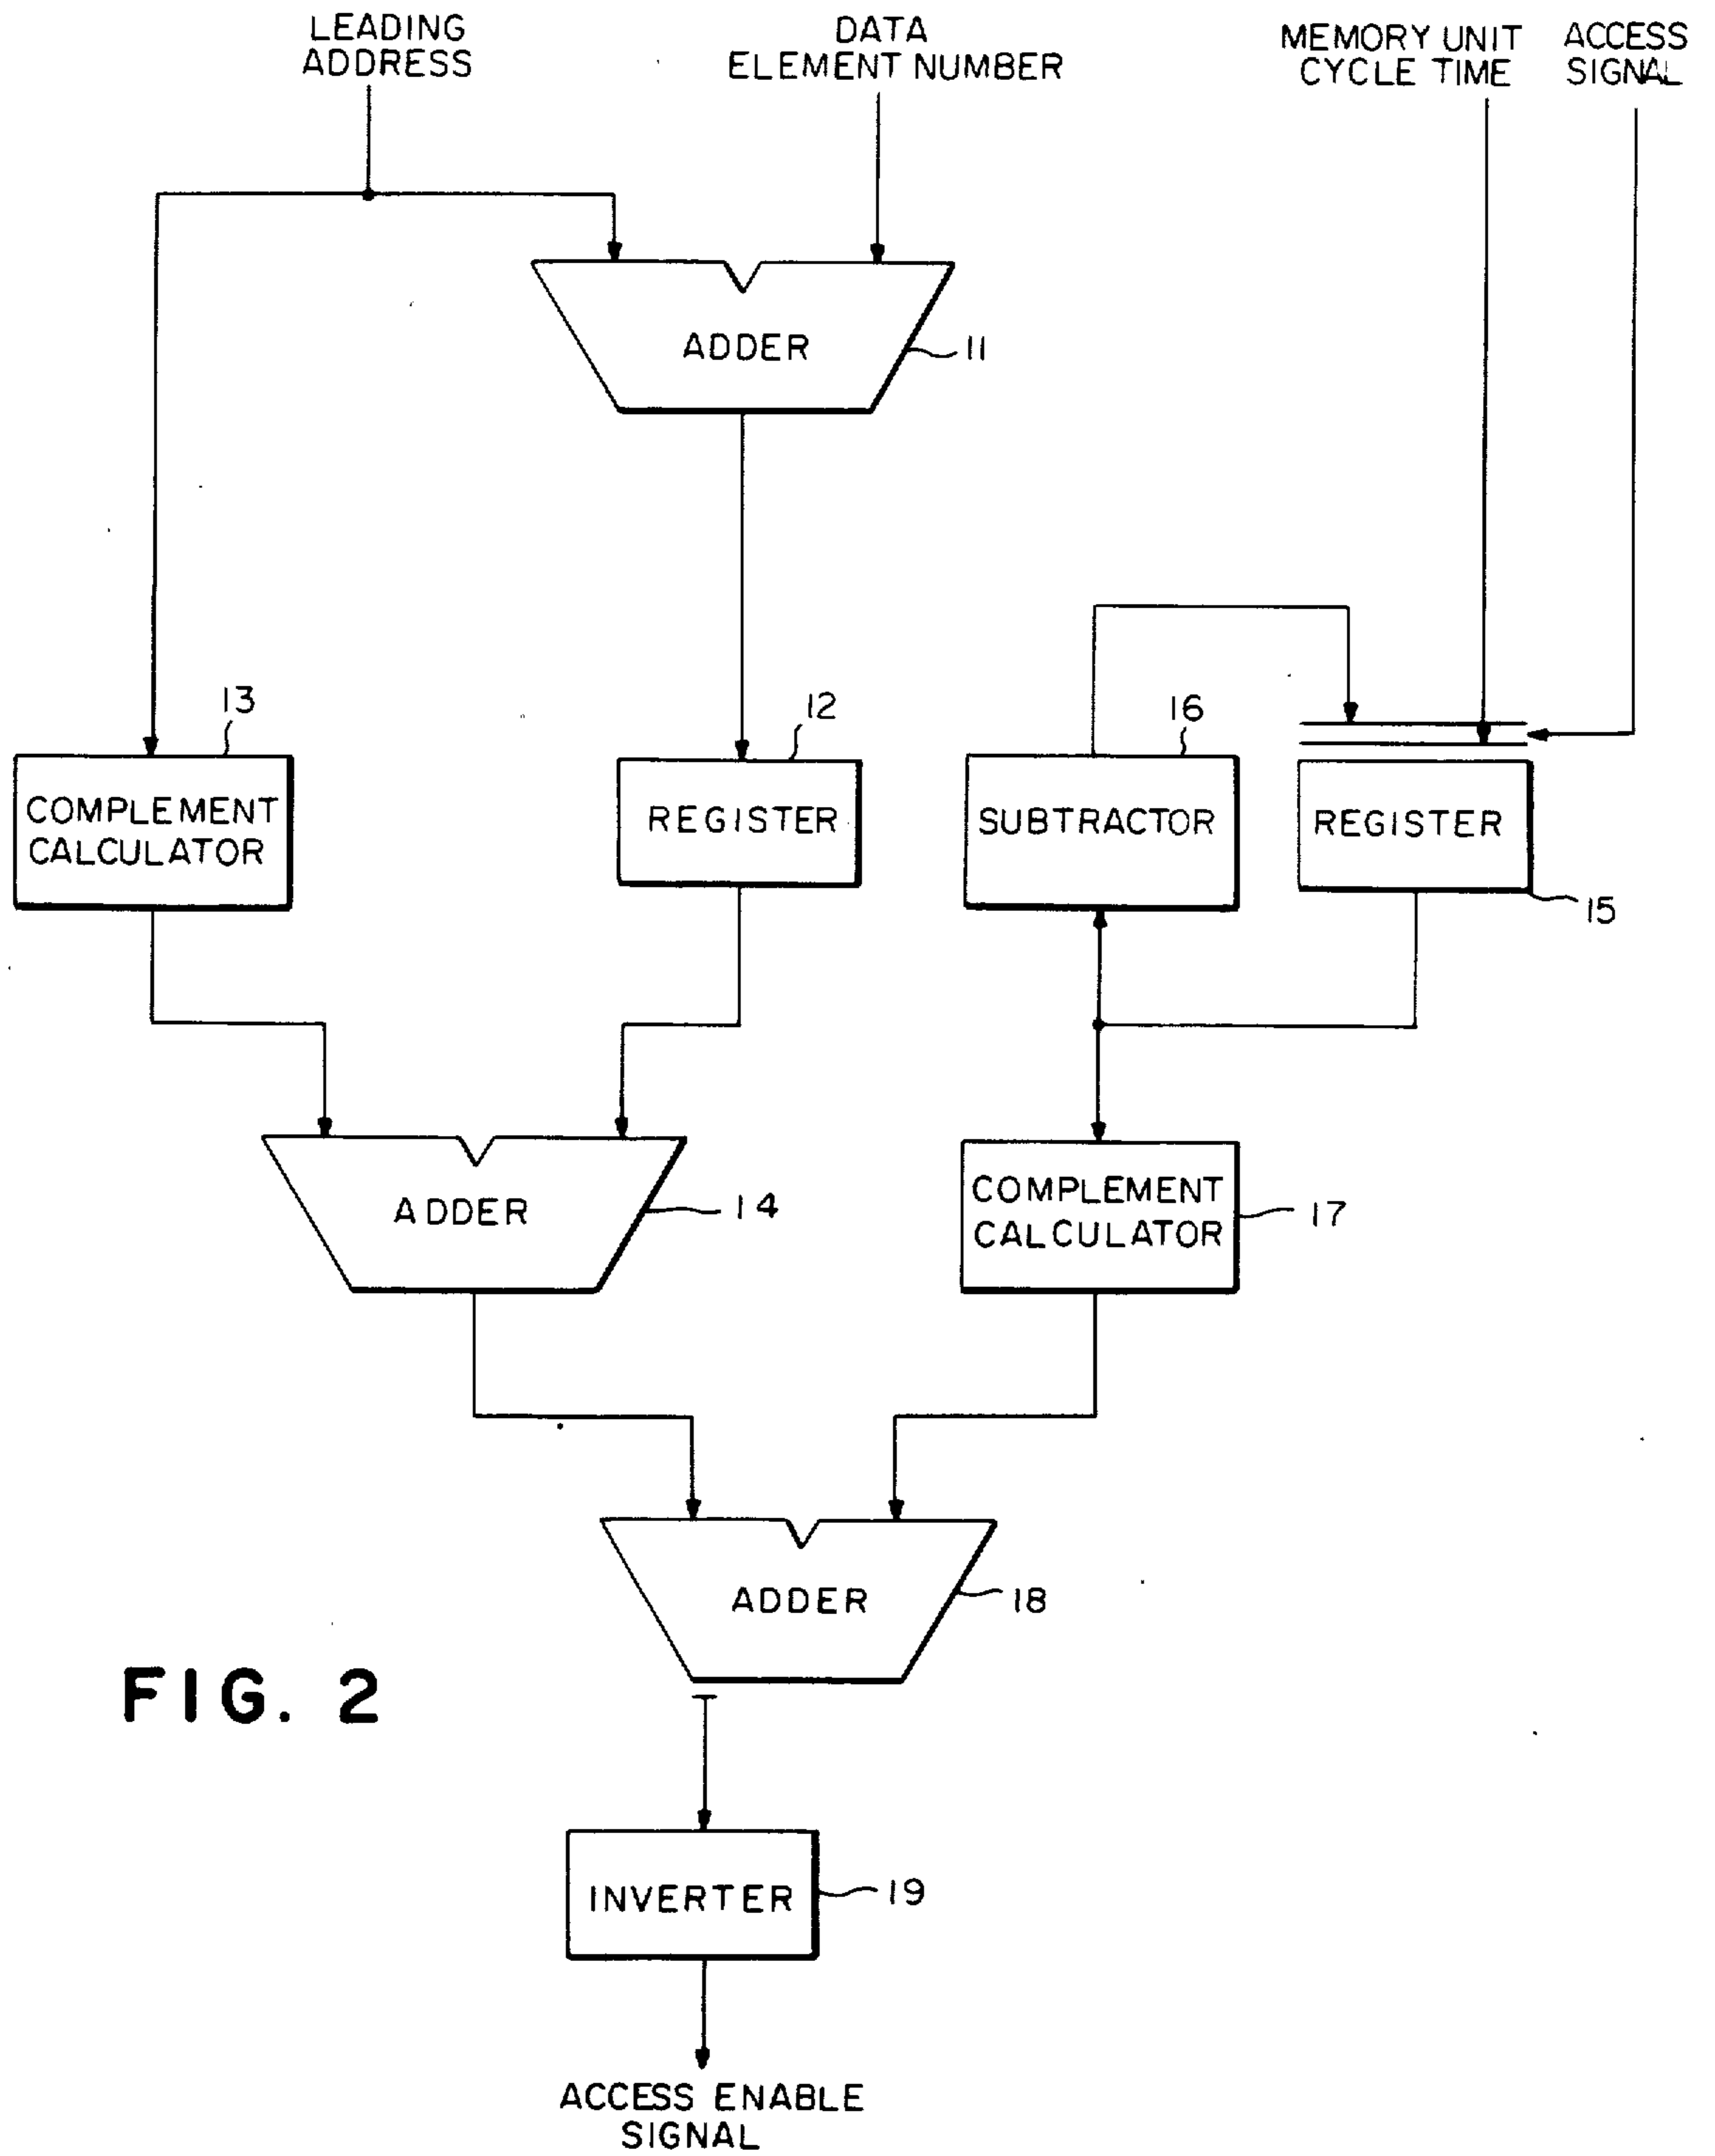 LEADING
ADDRESS
DATA
ELEMENT NUMBER
MEMORY UNIT
CYCLE TIME
ACCESS
SIGNAL
ADDER
11
13
12
16
COMPLEMENT
CALCULATOR
REGISTER
SUBTRACTOR
REGISTER
15
ADDER
14
COMPLEMENT
CALCULATOR
17
ADDER
18
FIG. 2
INVERTER
19
ACCESS ENABLE
SIGNAL